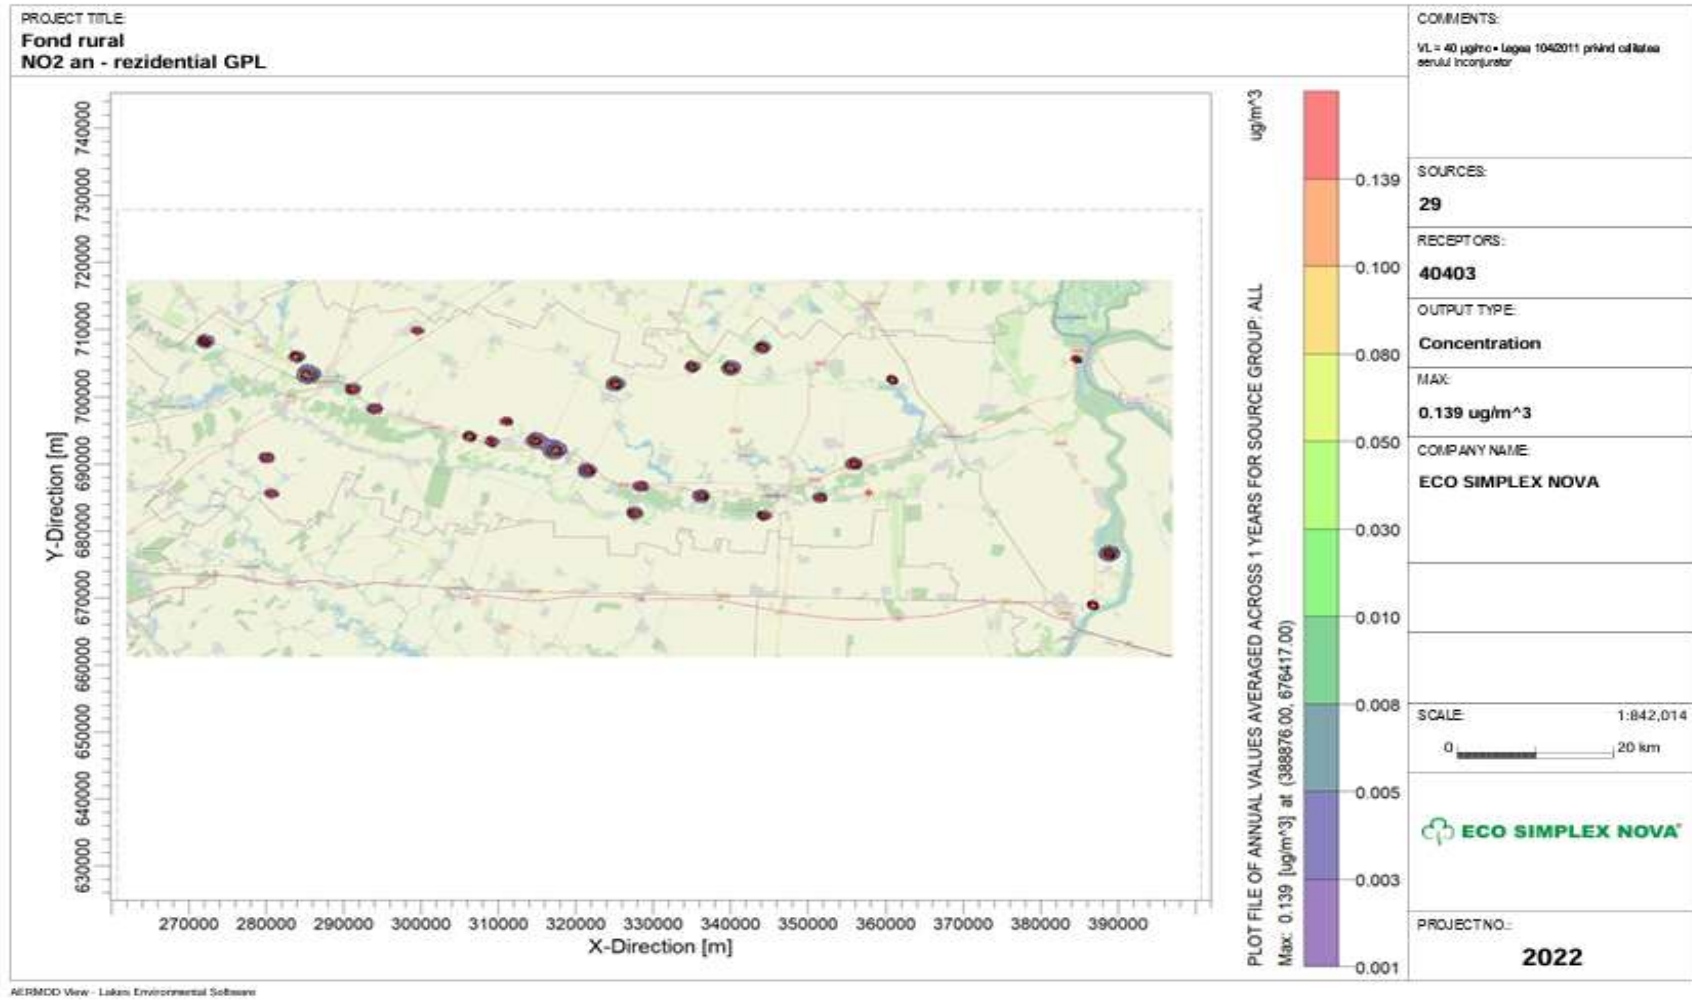 PROJECT TITLE:
Fond rural
NO2 an - rezidential GPL
COMMENTS:
VL = 40 µg/mc - Legea 104/2011 privind calitatea
aerului inconjurator
SOURCES:
29
RECEPTORS:
40403
OUTPUT TYPE:
Concentration
MAX:
0.139 ug/m^3
COMPANY NAME:
ECO SIMPLEX NOVA
SCALE:
1:842,014
0
20 km
ECO SIMPLEX NOVA
PROJECT NO.:
2022
Y-Direction [m]
740000
730000
720000
710000
700000
690000
680000
670000
660000
650000
640000
630000
270000
280000
290000
300000
310000
320000
330000
340000
350000
360000
370000
380000
390000
X-Direction [m]
PLOT FILE OF ANNUAL VALUES AVERAGED ACROSS 1 YEARS FOR SOURCE GROUP: ALL
ug/m^3
Max: 0.139 [ug/m^3] at (388876.00, 676417.00)
0.139
0.100
0.080
0.050
0.030
0.010
0.008
0.005
0.003
0.001
AERMOD View - Lakes Environmental Software